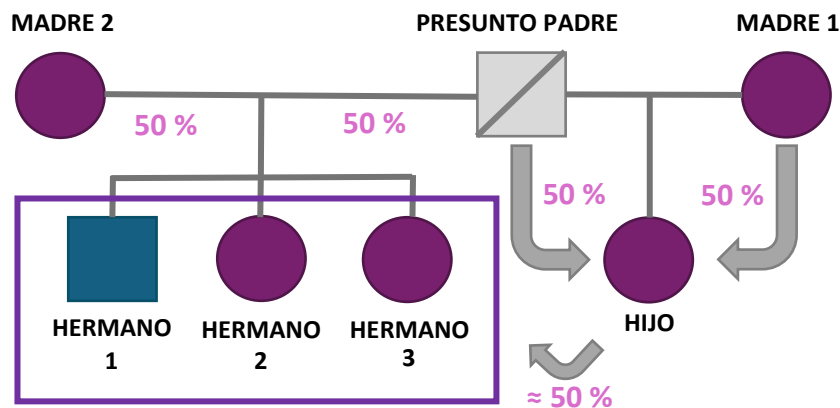 MADRE 2
PRESUNTO PADRE
MADRE 1
50 %
50 %
50 %
50 %
HERMANO
1
HERMANO
2
HERMANO
3
HIJO
≈ 50 %